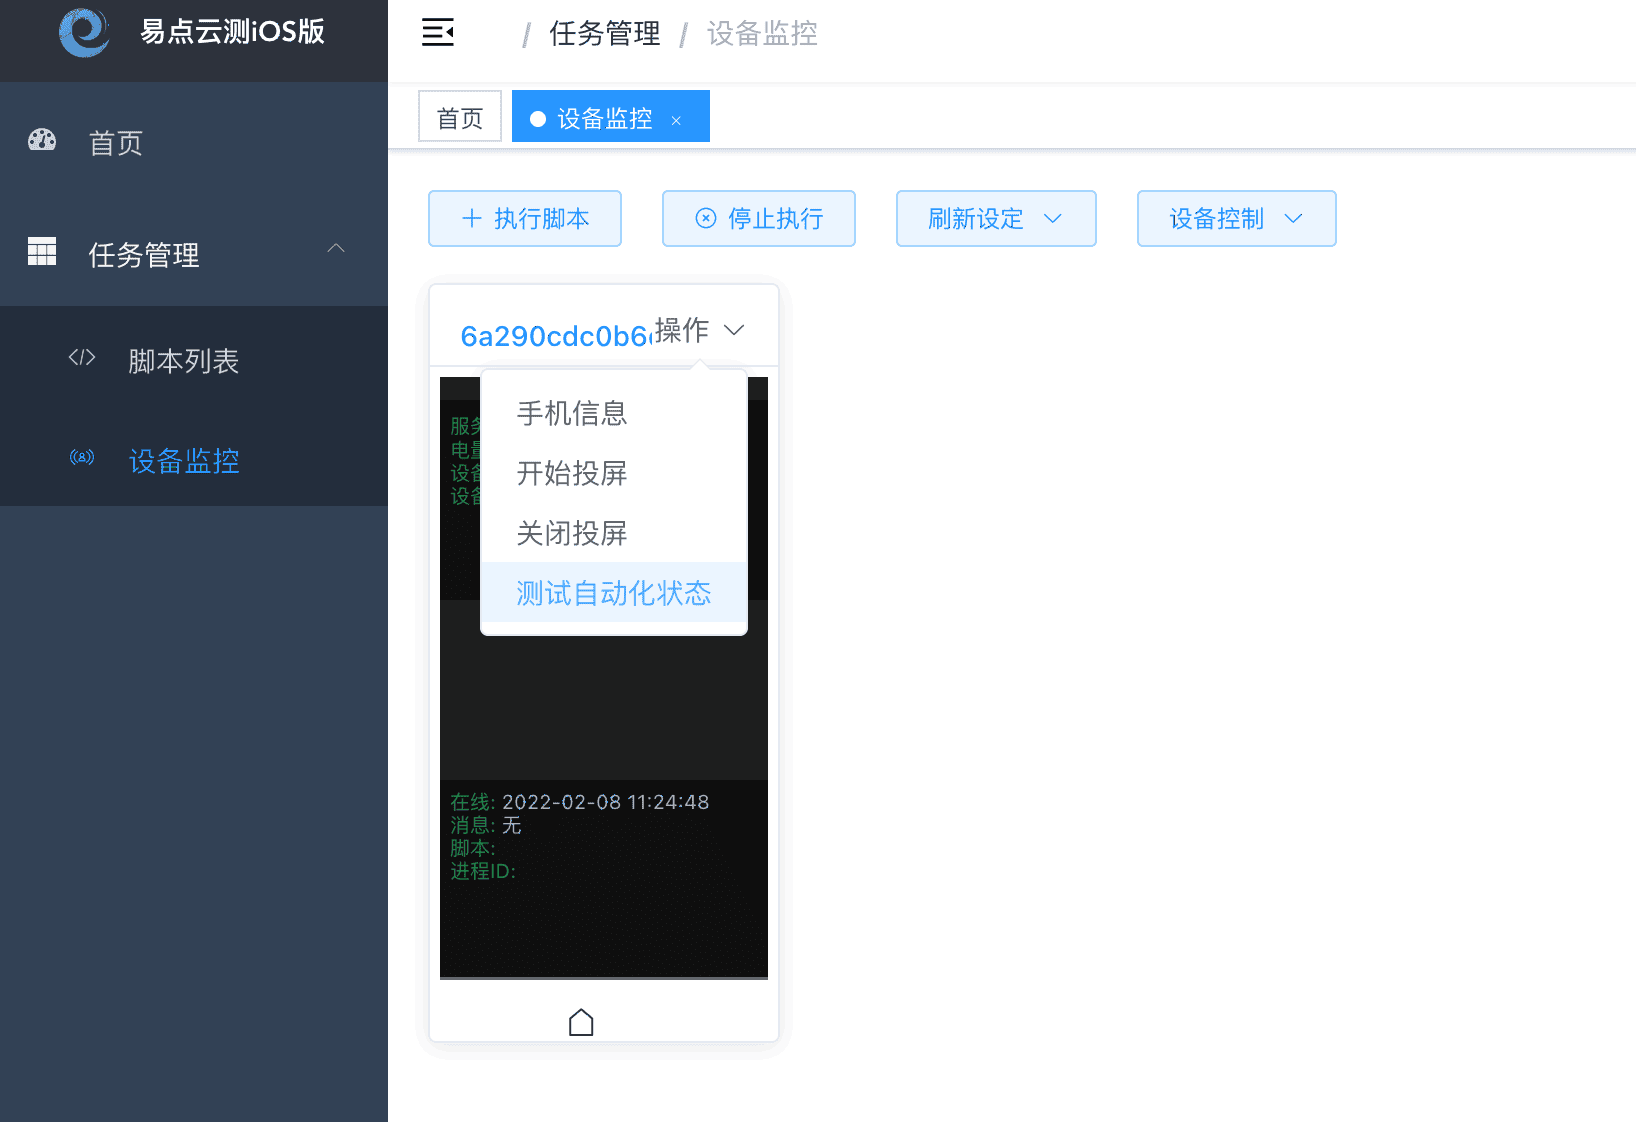 易点云测iOS版
/ 任务管理 / 设备监控
首页
设备监控 ×
首页
任务管理
脚本列表
设备监控
执行脚本
停止执行
刷新设定
设备控制
6a290cdc0b6
操作
手机信息
开始投屏
关闭投屏
测试自动化状态
服务
电量
设备
设备
在线: 2022-02-08 11:24:48
消息: 无
脚本:
进程ID: